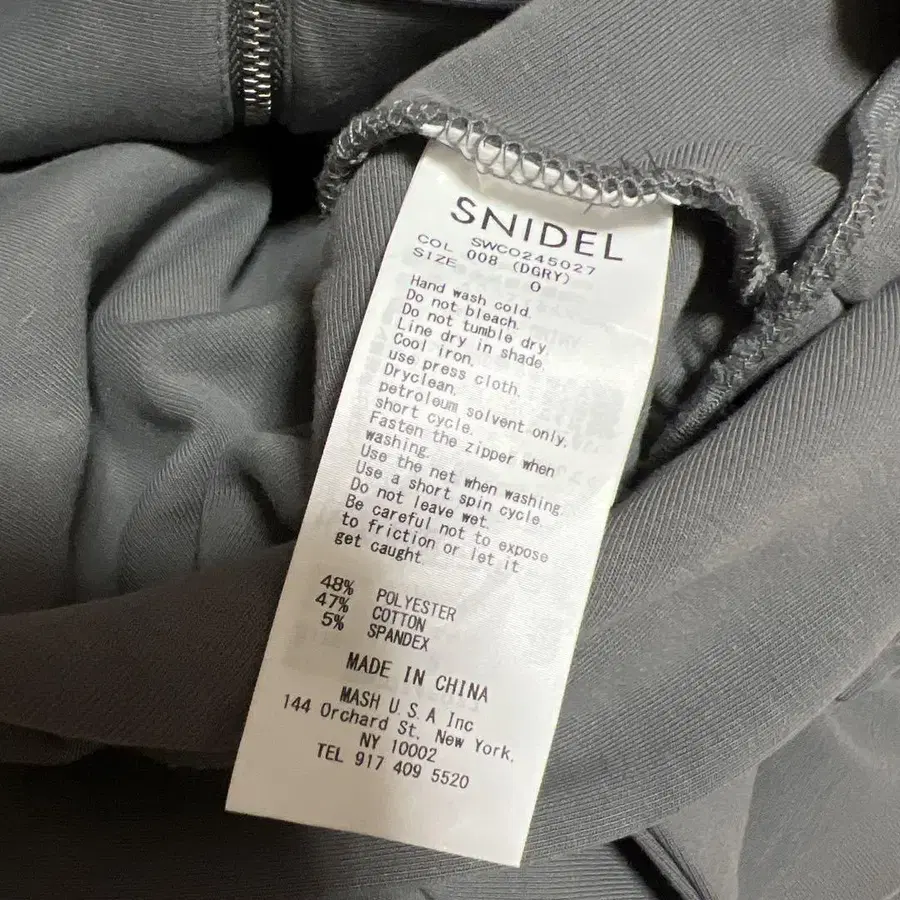 SNIDEL
SWCO245027
COL 008 (DGRY)
SIZE 0
Hand wash cold.
Do not bleach.
Do not tumble dry.
Line dry in shade.
Cool iron.
use press cloth.
Dryclean.
petroleum solvent only.
short cycle.
Fasten the zipper when
washing.
Use the net when washing.
Use a short spin cycle.
Do not leave wet.
Be careful not to expose
to friction or let it
get caught.
48% POLYESTER
47% COTTON
5% SPANDEX
MADE IN CHINA
MASH U.S.A Inc
144 Orchard St, New York,
NY 10002
TEL 917 409 5520